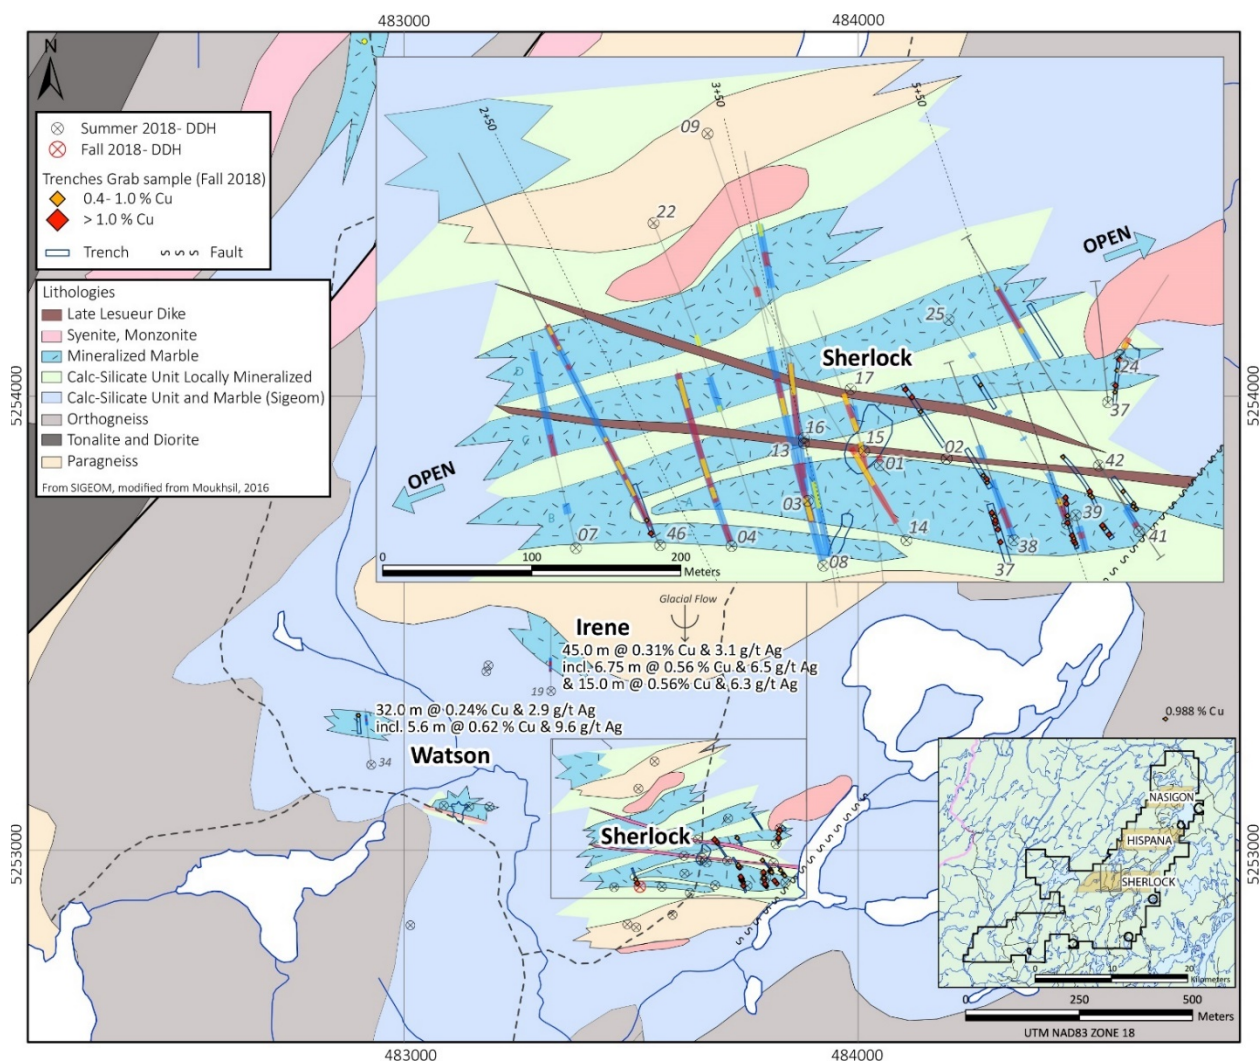 483000
484000
N
Summer 2018- DDH
Fall 2018- DDH
Trenches Grab sample (Fall 2018)
0.4- 1.0 % Cu
> 1.0 % Cu
Trench
s s s Fault
Lithologies
Late Lesueur Dike
Syenite, Monzonite
Mineralized Marble
Calc-Silicate Unit Locally Mineralized
Calc-Silicate Unit and Marble (Sigeom)
Orthogneiss
Tonalite and Diorite
Paragneiss
From SIGEOM, modified from Moukhsil, 2016
2+50
3+50
5+50
09
22
OPEN
25
Sherlock
24
37
17
16
13
15
01
02
42
OPEN
D
C
B
A
03
39
07
46
04
08
14
38
37
41
0
100
200
Meters
5254000
5254000
Glacial Flow
Irene
45.0 m @ 0.31% Cu & 3.1 g/t Ag
incl. 6.75 m @ 0.56 % Cu & 6.5 g/t Ag
& 15.0 m @ 0.56% Cu & 6.3 g/t Ag
19
32.0 m @ 0.24% Cu & 2.9 g/t Ag
incl. 5.6 m @ 0.62 % Cu & 9.6 g/t Ag
Watson
34
0.988 % Cu
Sherlock
5253000
5253000
NASIGON
HISPANA
SHERLOCK
0
10
20
Kilometers
0
250
500
Meters
UTM NAD83 ZONE 18
483000
484000